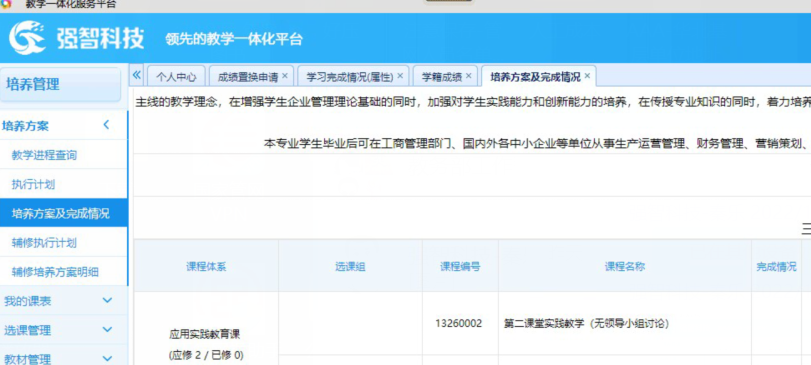 教学一体化服务平台
强智科技 领先的教学一体化平台
培养管理
« 个人中心 成绩置换申请 × 学习完成情况(属性) × 学籍成绩 × 培养方案及完成情况 ×
培养方案
教学进程查询
执行计划
培养方案及完成情况
辅修执行计划
辅修培养方案明细
我的课表
选课管理
教材管理
主线的教学理念，在增强学生企业管理理论基础的同时，加强对学生实践能力和创新能力的培养，在传授专业知识的同时，着力培养
本专业学生毕业后可在工商管理部门、国内外各中小企业等单位从事生产运营管理、财务管理、营销策划、
三
课程体系 选课组 课程编号 课程名称 完成情况
应用实践教育课
(应修 2 / 已修 0)
13260002 第二课堂实践教学（无领导小组讨论）